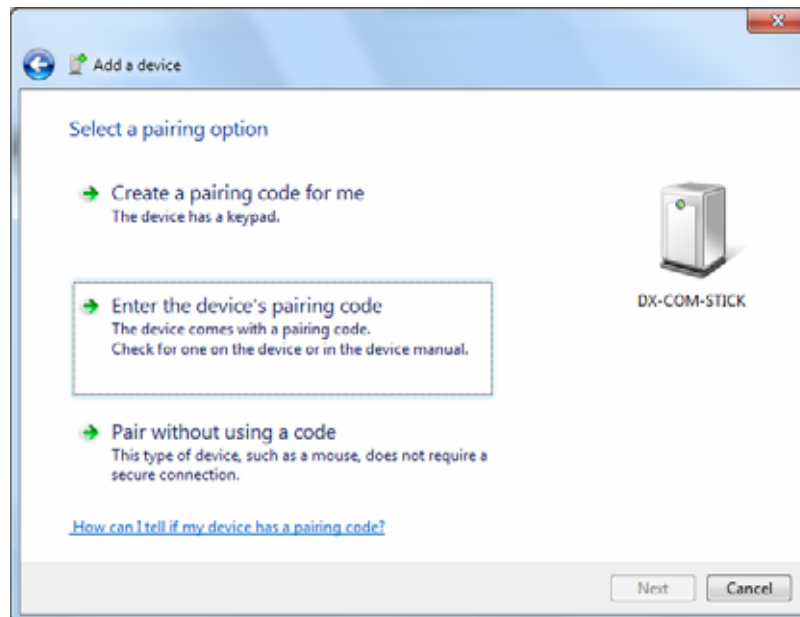 Add a device
Select a pairing option
Create a pairing code for me
The device has a keypad.
Enter the device's pairing code
The device comes with a pairing code.
Check for one on the device or in the device manual.
DX-COM-STICK
Pair without using a code
This type of device, such as a mouse, does not require a
secure connection.
How can I tell if my device has a pairing code?
Next
Cancel